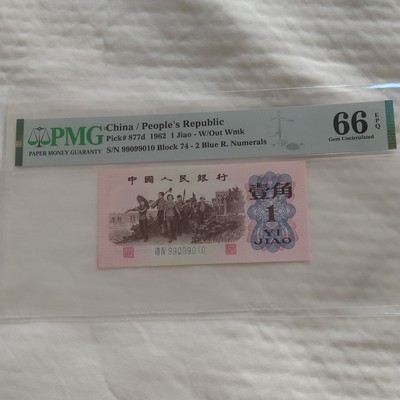 PMG
PAPER MONEY GUARANTY
China / People's Republic
Pick# 877d 1962 1 Jiao - W/Out Wmk
S/N 99099010 Block 74 - 2 Blue R. Numerals
66 EPQ
Gem Uncirculated
中國人民銀行
壹角
1
YI
JIAO
99099010